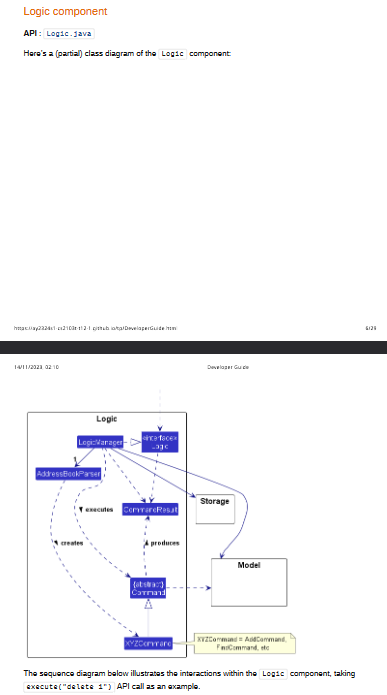 Logic component
API : Logic.java
Here's a (partial) class diagram of the Logic component:
https://ay2324s1-cs2103t-t12-1.github.io/tp/DeveloperGuide.html 6/29
14/11/2023, 02:10 Developer Guide
Logic
LogicManager
«interface»
Logic
1
AddressBookParser
Storage
executes
CommandResult
creates
produces
Model
{abstract}
Command
XYZCommand
XYZCommand = AddCommand,
FindCommand, etc
The sequence diagram below illustrates the interactions within the Logic component, taking
execute("delete 1") API call as an example.